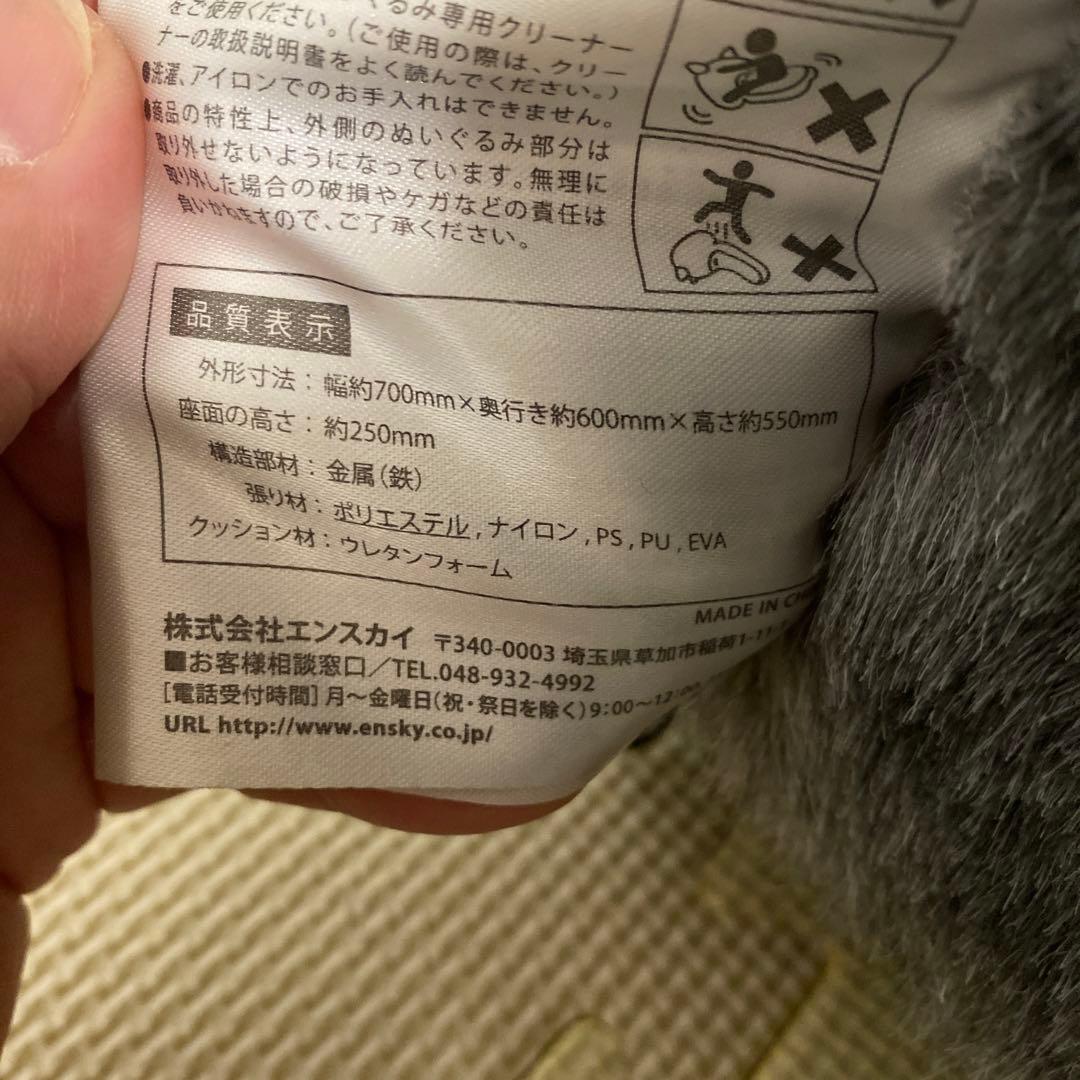 をご使用ください。(ご使用の際は、クリー
ぐるみ専用クリーナー
ナーの取扱説明書をよく読んでください。)
●洗濯、アイロンでのお手入れはできません。
●商品の特性上、外側のぬいぐるみ部分は
取り外せないようになっています。無理に
取り外した場合の破損やケガなどの責任は
負いかねますので、ご了承ください。
品質表示
外形寸法：幅約700mm×奥行き約600mm×高さ約550mm
座面の高さ：約250mm
構造部材：金属(鉄)
張り材：ポリエステル,ナイロン,PS,PU,EVA
クッション材：ウレタンフォーム
MADE IN
株式会社エンスカイ 〒340-0003 埼玉県草加市稲荷1-11-
■お客様相談窓口／TEL.048-932-4992
[電話受付時間]月～金曜日(祝・祭日を除く)9:00～12:00
URL http://www.ensky.co.jp/